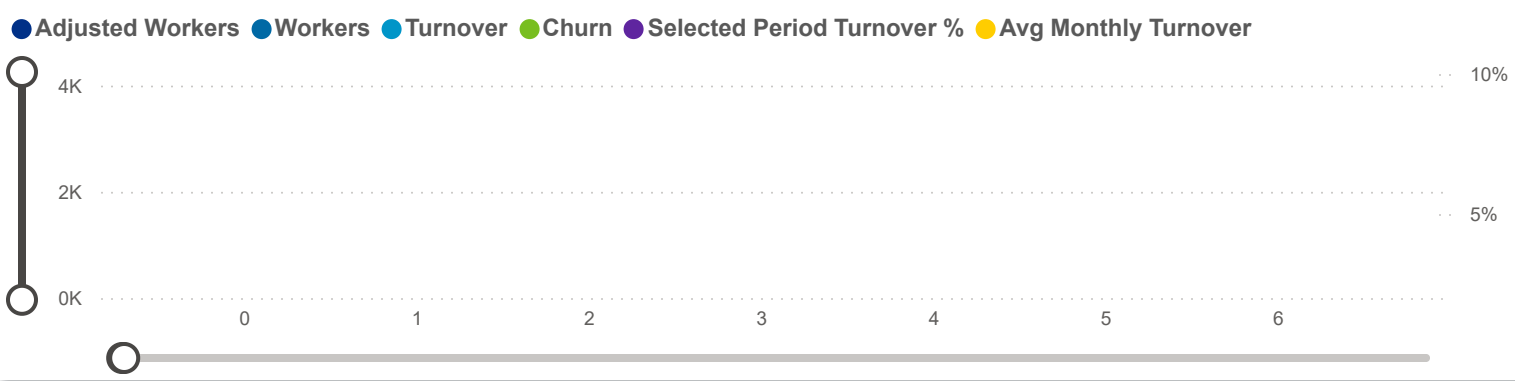 Adjusted Workers Workers Turnover Churn Selected Period Turnover % Avg Monthly Turnover
4K 10%
2K
5%
0K
0 1 2 3 4 5 6